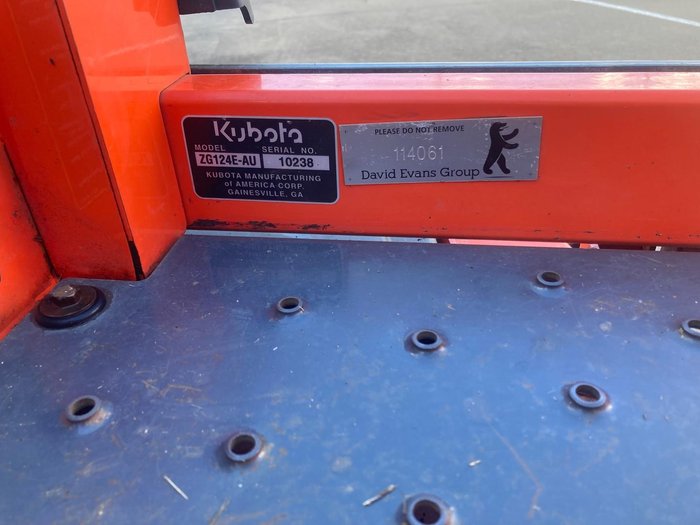 Kubota
MODEL SERIAL NO.
ZG124E-AU 10238
KUBOTA MANUFACTURING
of AMERICA CORP.
GAINESVILLE, GA
PLEASE DO NOT REMOVE
114061
David Evans Group